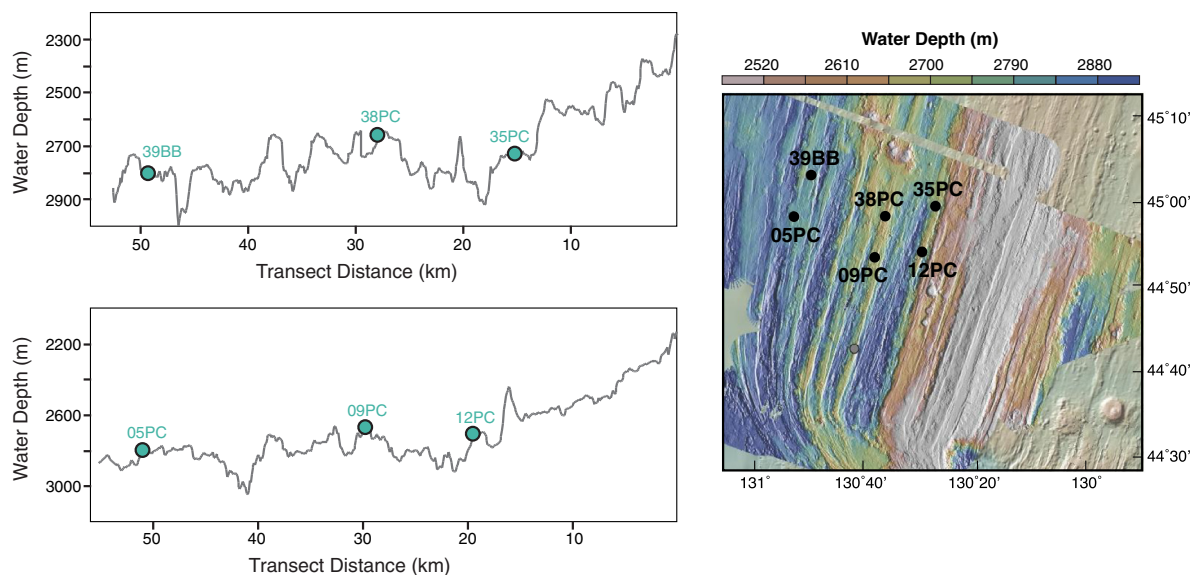 2300
2500
2700
2900
Water Depth (m)
39BB
38PC
35PC
50
40
30
20
10
Transect Distance (km)
2200
2600
3000
Water Depth (m)
05PC
09PC
12PC
50
40
30
20
10
Transect Distance (km)
Water Depth (m)
2520 2610 2700 2790 2880
39BB
38PC 35PC
05PC
09PC 12PC
45˚10'
45˚00'
44˚50'
44˚40'
44˚30'
131˚ 130˚40' 130˚20' 130˚